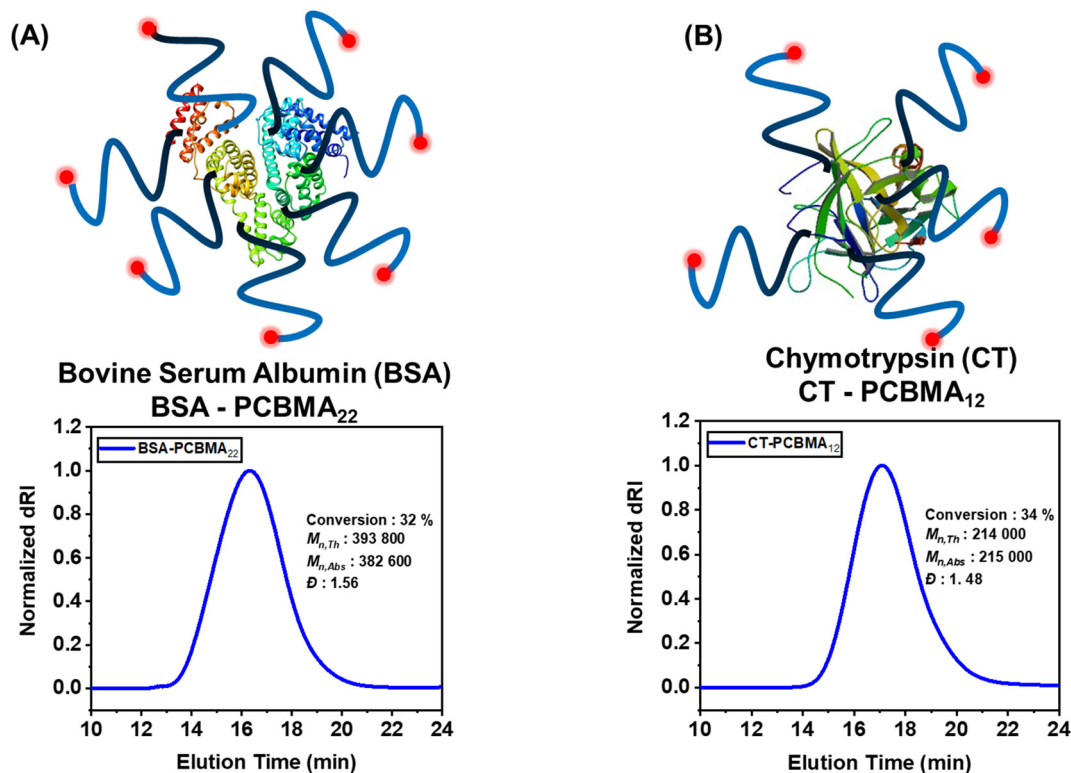 (A)
Bovine Serum Albumin (BSA)
BSA - PCBMA₂₂
1.2
1.0
0.8
0.6
0.4
0.2
0.0
Normalized dRI
BSA-PCBMA₂₂
Conversion : 32 %
Mn,Th : 393 800
Mn,Abs : 382 600
Đ : 1.56
10 12 14 16 18 20 22 24
Elution Time (min)
(B)
Chymotrypsin (CT)
CT - PCBMA₁₂
1.2
1.0
0.8
0.6
0.4
0.2
0.0
Normalized dRI
CT-PCBMA₁₂
Conversion : 34 %
Mn,Th : 214 000
Mn,Abs : 215 000
Đ : 1. 48
10 12 14 16 18 20 22 24
Elution Time (min)